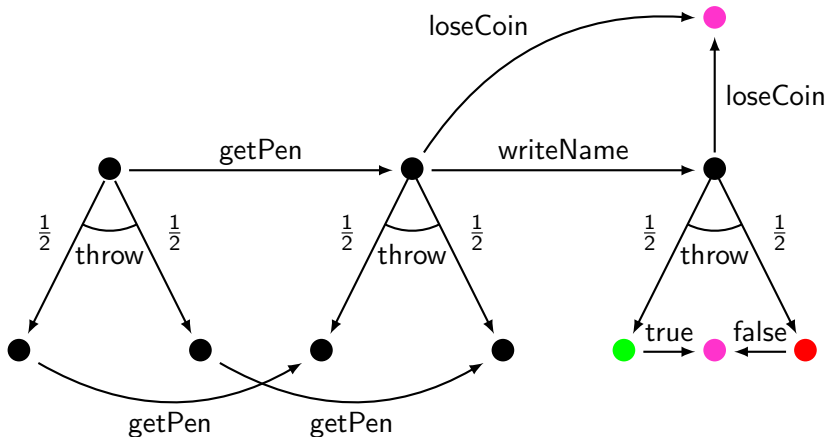 loseCoin
loseCoin
getPen
writeName
1/2 throw 1/2
1/2 throw 1/2
1/2 throw 1/2
true false
getPen getPen